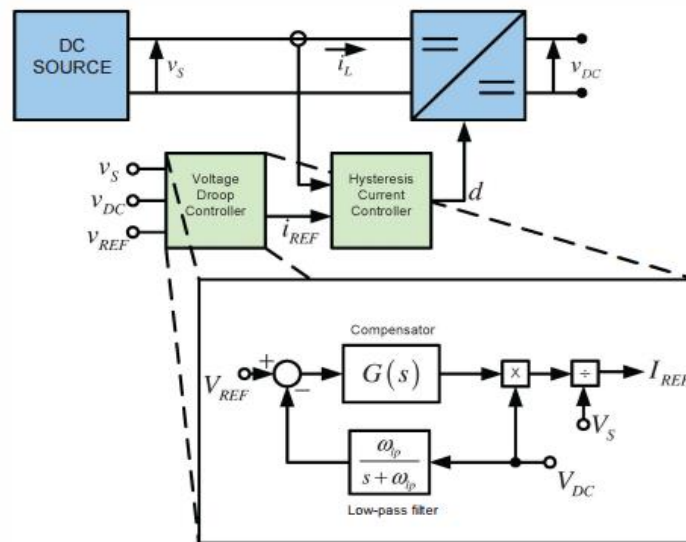 DC
SOURCE
v_S
i_L
v_DC
v_S
v_DC
v_REF
Voltage
Droop
Controller
i_REF
Hysteresis
Current
Controller
d
Compensator
V_REF
+
−
G(s)
×
÷
I_REF
V_S
ω_lp
s + ω_lp
V_DC
Low-pass filter